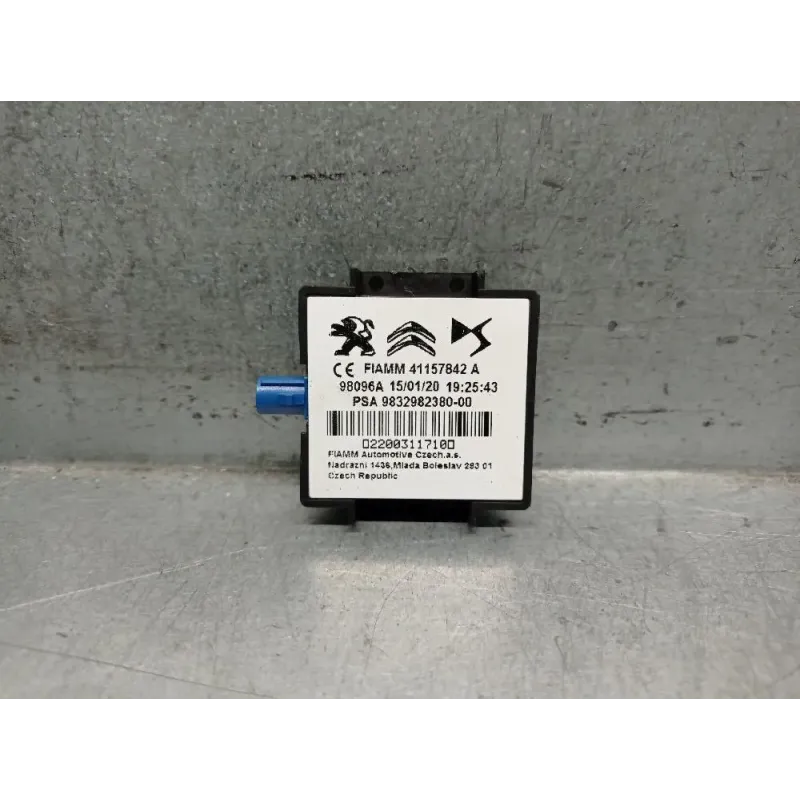 DS
CE FIAMM 41157842 A
98096A 15/01/20 19:25:43
PSA 9832982380-00
02200311710
FIAMM Automotive Czech.a.s.
Nadrazni 1436,Mlada Boleslav 293 01
Czech Republic